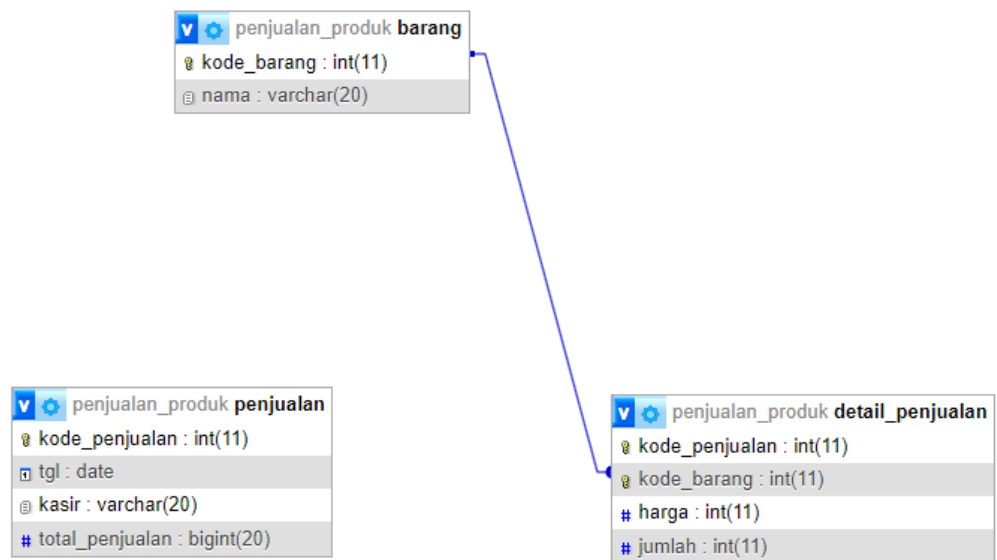 penjualan_produk barang
kode_barang : int(11)
nama : varchar(20)
penjualan_produk penjualan
kode_penjualan : int(11)
tgl : date
kasir : varchar(20)
# total_penjualan : bigint(20)
penjualan_produk detail_penjualan
kode_penjualan : int(11)
kode_barang : int(11)
# harga : int(11)
# jumlah : int(11)